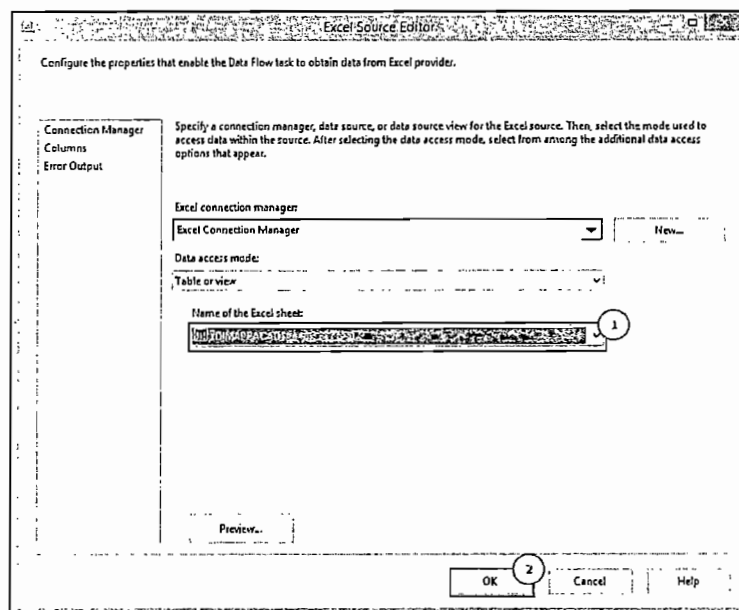 Excel Source Editor
Configure the properties that enable the Data Flow task to obtain data from Excel provider.
Connection Manager
Columns
Error Output
Specify a connection manager, data source, or data source view for the Excel source. Then, select the mode used to
access data within the source. After selecting the data access mode, select from among the additional data access
options that appear.
Excel connection manager:
Excel Connection Manager
New...
Data access mode:
Table or view
Name of the Excel sheet:
1
Preview...
OK
2
Cancel
Help